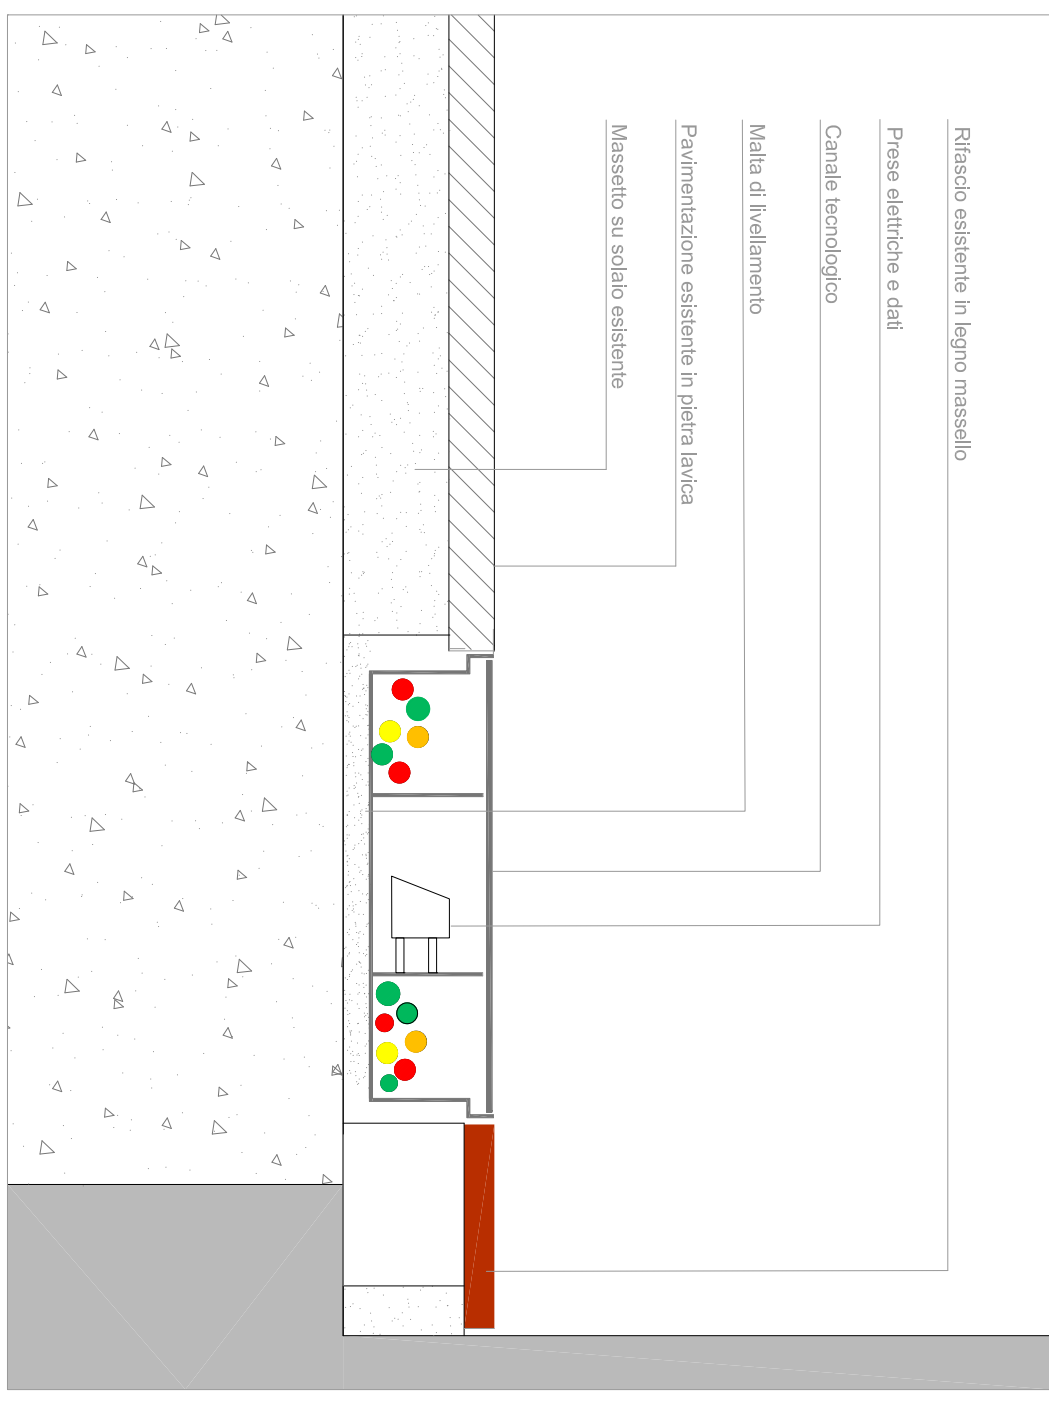 Rifascio esistente in legno massello
Prese elettriche e dati
Canale tecnologico
Malta di livellamento
Pavimentazione esistente in pietra lavica
Massetto su solaio esistente